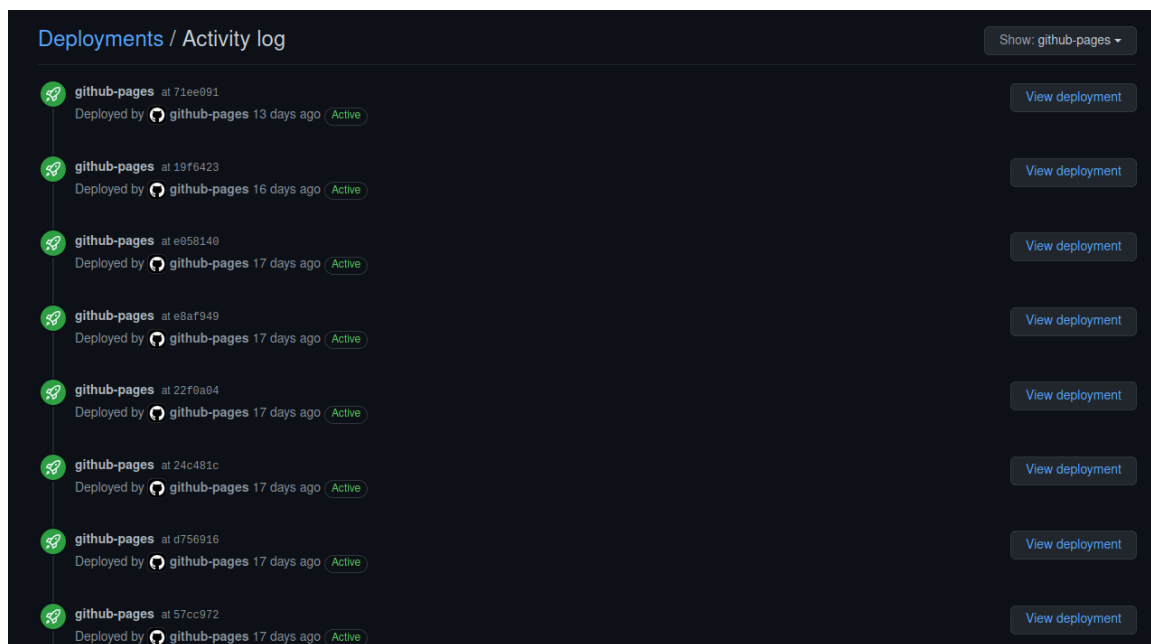 Deployments / Activity log
Show: github-pages
github-pages at 71ee091
View deployment
Deployed by github-pages 13 days ago Active
github-pages at 19f6423
View deployment
Deployed by github-pages 16 days ago Active
github-pages at e058140
View deployment
Deployed by github-pages 17 days ago Active
github-pages at e8af949
View deployment
Deployed by github-pages 17 days ago Active
github-pages at 22f0a04
View deployment
Deployed by github-pages 17 days ago Active
github-pages at 24c481c
View deployment
Deployed by github-pages 17 days ago Active
github-pages at d756916
View deployment
Deployed by github-pages 17 days ago Active
github-pages at 57cc972
View deployment
Deployed by github-pages 17 days ago Active